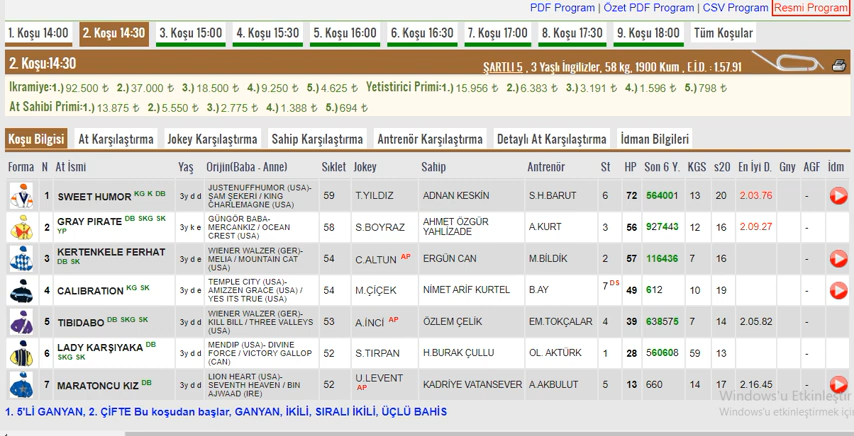 PDF Program | Özet PDF Program | CSV Program | Resmi Program
1. Koşu 14:00 2. Koşu 14:30 3. Koşu 15:00 4. Koşu 15:30 5. Koşu 16:00 6. Koşu 16:30 7. Koşu 17:00 8. Koşu 17:30 9. Koşu 18:00 Tüm Koşular
2. Koşu:14:30 ŞARTLI 5 , 3 Yaşlı İngilizler, 58 kg, 1900 Kum , E.İ.D. : 1.57.91
Ikramiye:1.) 92.500 ₺ 2.) 37.000 ₺ 3.) 18.500 ₺ 4.) 9.250 ₺ 5.) 4.625 ₺ Yetistirici Primi:1.) 15.956 ₺ 2.) 6.383 ₺ 3.) 3.191 ₺ 4.) 1.596 ₺ 5.) 798 ₺
At Sahibi Primi:1.) 13.875 ₺ 2.) 5.550 ₺ 3.) 2.775 ₺ 4.) 1.388 ₺ 5.) 694 ₺
Koşu Bilgisi At Karşılaştırma Jokey Karşılaştırma Sahip Karşılaştırma Antrenör Karşılaştırma Detaylı At Karşılaştırma İdman Bilgileri
Forma N At İsmi Yaş Orijin(Baba - Anne) Sıklet Jokey Sahip Antrenör St HP Son 6 Y. KGS s20 En İyi D. Gny AGF İdm
1 SWEET HUMOR KG K DB 3y d d JUSTENUFFHUMOR (USA)- ŞAM ŞEKERİ / KING CHARLEMAGNE (USA) 59 T.YILDIZ ADNAN KESKİN S.H.BARUT 6 72 564001 13 20 2.03.76 -
2 GRAY PIRATE DB SKG SK YP 3y k e GÜNGÖR BABA- MERCANKIZ / OCEAN CREST (USA) 58 S.BOYRAZ AHMET ÖZGÜR YAHLİZADE A.KURT 3 56 927443 12 16 2.09.27 -
3 KERTENKELE FERHAT DB SK 3y d e WIENER WALZER (GER)- MELIA / MOUNTAIN CAT (USA) 54 C.ALTUN AP ERGÜN CAN M.BİLDİK 2 57 116436 7 16 -
4 CALIBRATION KG SK 3y d e TEMPLE CITY (USA)- AMIZZEN GRACE (USA) / YES ITS TRUE (USA) 54 M.ÇİÇEK NİMET ARİF KURTEL B.AY 7 DS 49 612 10 19 -
5 TIBIDABO DB SKG SK 3y d d WIENER WALZER (GER)- KILL BILL / THREE VALLEYS (USA) 53 A.İNCİ AP ÖZLEM ÇELİK EM.TOKÇALAR 4 39 638575 7 14 2.05.82 -
6 LADY KARŞIYAKA DB SKG SK 3y d d MENDIP (USA)- DIVINE FORCE / VICTORY GALLOP (CAN) 52 S.TIRPAN H.BURAK ÇULLU OL. AKTÜRK 1 28 560608 59 13 -
7 MARATONCU KIZ DB 3y d d LION HEART (USA)- SEVENTH HEAVEN / BIN AJWAAD (IRE) 52 U.LEVENT AP KADRİYE VATANSEVER A.AKBULUT 5 13 660 14 17 2.16.45 -
Windows'u Etkinleştir
1. 5'Lİ GANYAN, 2. ÇİFTE Bu koşudan başlar, GANYAN, İKİLİ, SIRALI İKİLİ, ÜÇLÜ BAHİS
Windows'u etkinleştirmek için